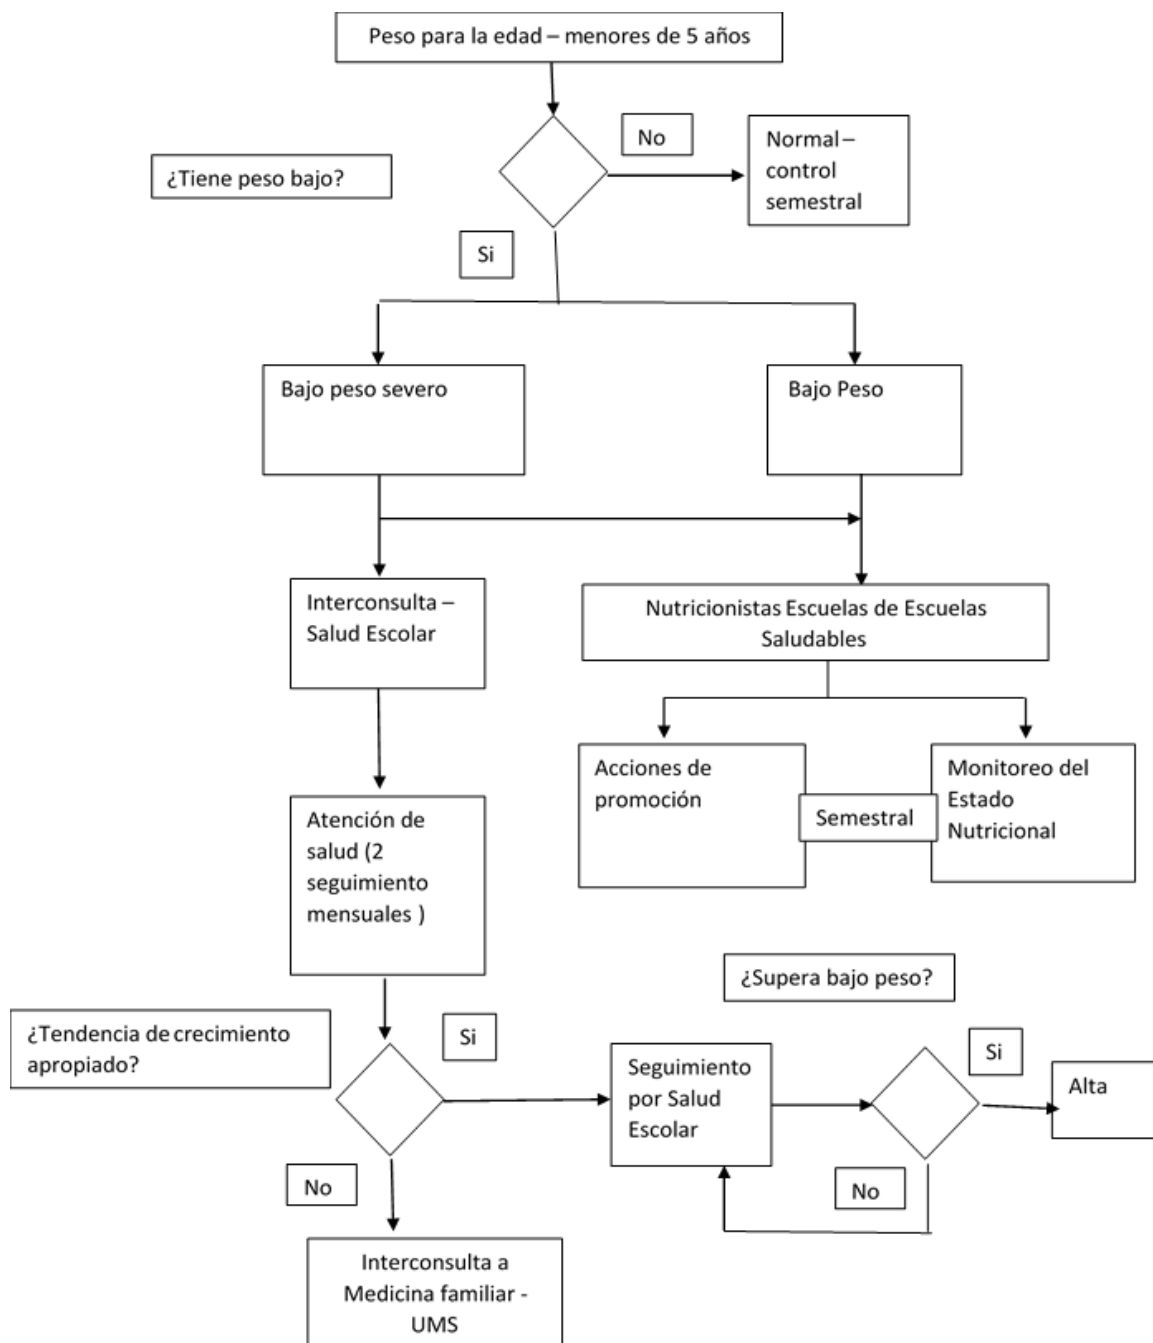 Peso para la edad – menores de 5 años
No
Normal –
control
semestral
¿Tiene peso bajo?
Si
Bajo peso severo
Bajo Peso
Interconsulta –
Salud Escolar
Nutricionistas Escuelas de Escuelas
Saludables
Acciones de
promoción
Semestral
Monitoreo del
Estado
Nutricional
Atención de
salud (2
seguimiento
mensuales )
¿Supera bajo peso?
¿Tendencia de crecimiento
apropiado?
Si
Seguimiento
por Salud
Escolar
Si
Alta
No
No
Interconsulta a
Medicina familiar -
UMS